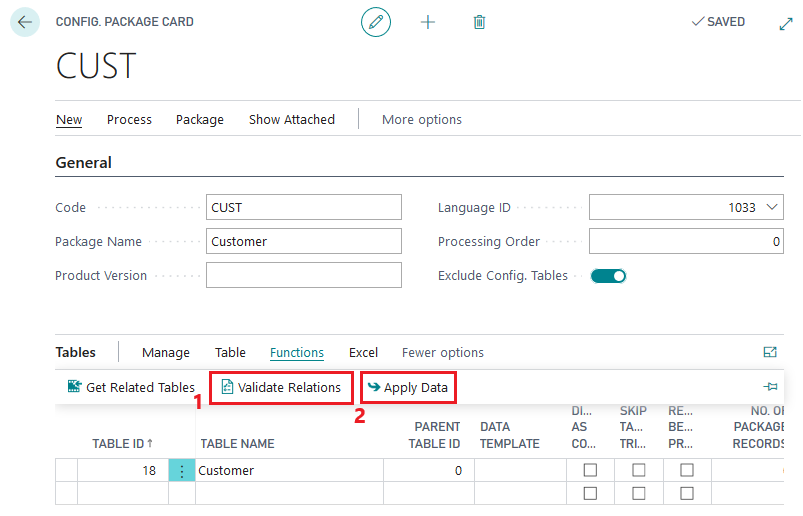 CONFIG. PACKAGE CARD
SAVED
CUST
New Process Package Show Attached More options
General
Code CUST Language ID 1033
Package Name Customer Processing Order 0
Product Version Exclude Config. Tables
Tables Manage Table Functions Excel Fewer options
Get Related Tables 1 Validate Relations 2 Apply Data
TABLE ID↑ TABLE NAME PARENT TABLE ID DATA TEMPLATE DI... AS CO... SKIP TA... TRI... RE... BE... PR... NO. OF PACKAGE RECORDS
18 Customer 0